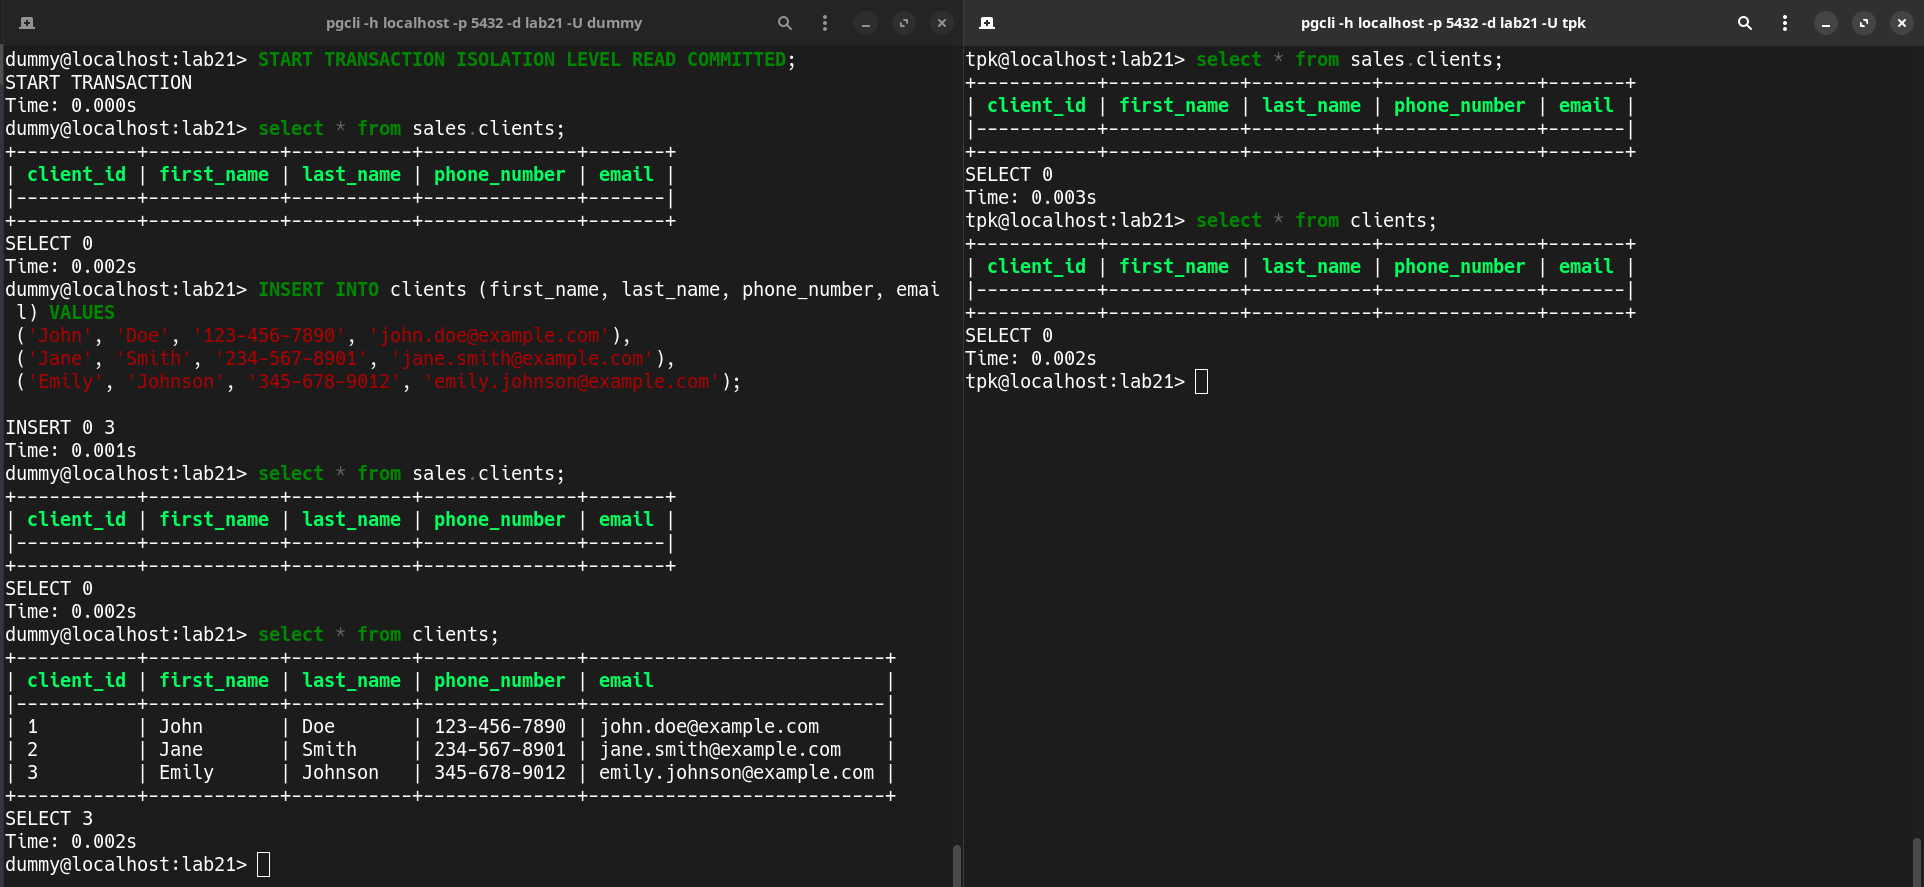 pgcli -h localhost -p 5432 -d lab21 -U dummy
dummy@localhost:lab21> START TRANSACTION ISOLATION LEVEL READ COMMITTED;
START TRANSACTION
Time: 0.000s
dummy@localhost:lab21> select * from sales.clients;
+-----------+------------+-----------+--------------+-------+
| client_id | first_name | last_name | phone_number | email |
|-----------+------------+-----------+--------------+-------|
+-----------+------------+-----------+--------------+-------+
SELECT 0
Time: 0.002s
dummy@localhost:lab21> INSERT INTO clients (first_name, last_name, phone_number, emai
l) VALUES
('John', 'Doe', '123-456-7890', 'john.doe@example.com'),
('Jane', 'Smith', '234-567-8901', 'jane.smith@example.com'),
('Emily', 'Johnson', '345-678-9012', 'emily.johnson@example.com');
INSERT 0 3
Time: 0.001s
dummy@localhost:lab21> select * from sales.clients;
+-----------+------------+-----------+--------------+-------+
| client_id | first_name | last_name | phone_number | email |
|-----------+------------+-----------+--------------+-------|
+-----------+------------+-----------+--------------+-------+
SELECT 0
Time: 0.002s
dummy@localhost:lab21> select * from clients;
+-----------+------------+-----------+--------------+---------------------------+
| client_id | first_name | last_name | phone_number | email                     |
|-----------+------------+-----------+--------------+---------------------------|
| 1         | John       | Doe       | 123-456-7890 | john.doe@example.com      |
| 2         | Jane       | Smith     | 234-567-8901 | jane.smith@example.com    |
| 3         | Emily      | Johnson   | 345-678-9012 | emily.johnson@example.com |
+-----------+------------+-----------+--------------+---------------------------+
SELECT 3
Time: 0.002s
dummy@localhost:lab21>
pgcli -h localhost -p 5432 -d lab21 -U tpk
tpk@localhost:lab21> select * from sales.clients;
+-----------+------------+-----------+--------------+-------+
| client_id | first_name | last_name | phone_number | email |
|-----------+------------+-----------+--------------+-------|
+-----------+------------+-----------+--------------+-------+
SELECT 0
Time: 0.003s
tpk@localhost:lab21> select * from clients;
+-----------+------------+-----------+--------------+-------+
| client_id | first_name | last_name | phone_number | email |
|-----------+------------+-----------+--------------+-------|
+-----------+------------+-----------+--------------+-------+
SELECT 0
Time: 0.002s
tpk@localhost:lab21>